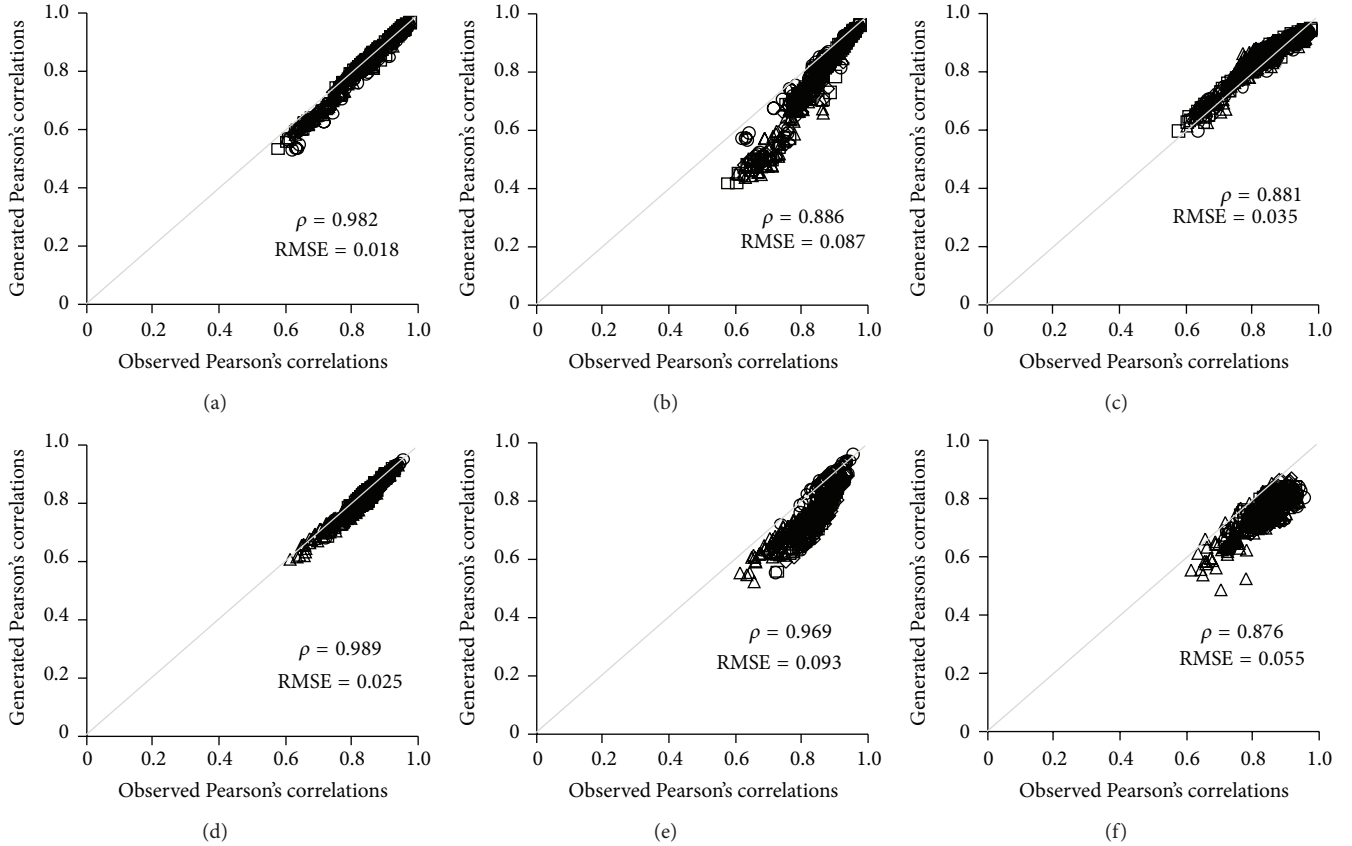 Generated Pearson's correlations
1.0
0.8
0.6
0.4
0.2
0
ρ = 0.982
RMSE = 0.018
0 0.2 0.4 0.6 0.8 1.0
Observed Pearson's correlations
(a)
Generated Pearson's correlations
1.0
0.8
0.6
0.4
0.2
0
ρ = 0.886
RMSE = 0.087
0 0.2 0.4 0.6 0.8 1.0
Observed Pearson's correlations
(b)
Generated Pearson's correlations
1.0
0.8
0.6
0.4
0.2
0
ρ = 0.881
RMSE = 0.035
0 0.2 0.4 0.6 0.8 1.0
Observed Pearson's correlations
(c)
Generated Pearson's correlations
1.0
0.8
0.6
0.4
0.2
0
ρ = 0.989
RMSE = 0.025
0 0.2 0.4 0.6 0.8 1.0
Observed Pearson's correlations
(d)
Generated Pearson's correlations
1.0
0.8
0.6
0.4
0.2
0
ρ = 0.969
RMSE = 0.093
0 0.2 0.4 0.6 0.8 1.0
Observed Pearson's correlations
(e)
Generated Pearson's correlations
1.0
0.8
0.6
0.4
0.2
0
ρ = 0.876
RMSE = 0.055
0 0.2 0.4 0.6 0.8 1.0
Observed Pearson's correlations
(f)